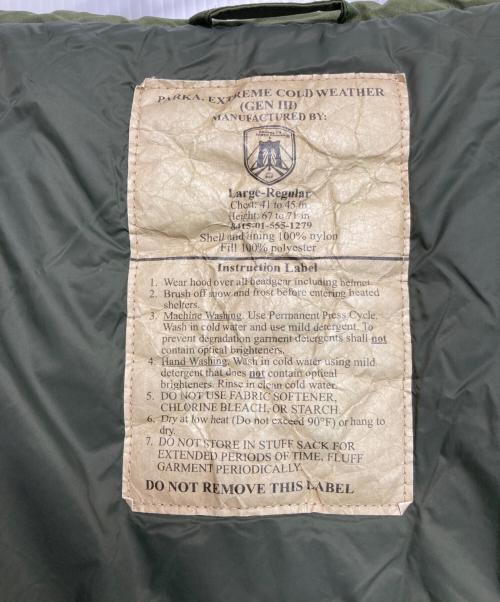 PARKA, EXTREME COLD WEATHER
(GEN III)
MANUFACTURED BY:
Large-Regular
Chest: 41 to 45 in
Height: 67 to 71 in
8415-01-555-1279
Shell and lining 100% nylon
Fill 100% polyester
Instruction Label
1. Wear hood over all headgear including helmet.
2. Brush off snow and frost before entering heated
shelters.
3. Machine Washing. Use Permanent Press Cycle.
Wash in cold water and use mild detergent. To
prevent degradation garment detergents shall not
contain optical brighteners.
4. Hand Washing. Wash in cold water using mild
detergent that does not contain optical
brighteners. Rinse in clean cold water.
5. DO NOT USE FABRIC SOFTENER,
CHLORINE BLEACH, OR STARCH.
6. Dry at low heat (Do not exceed 90°F) or hang to
dry.
7. DO NOT STORE IN STUFF SACK FOR
EXTENDED PERIODS OF TIME. FLUFF
GARMENT PERIODICALLY.
DO NOT REMOVE THIS LABEL